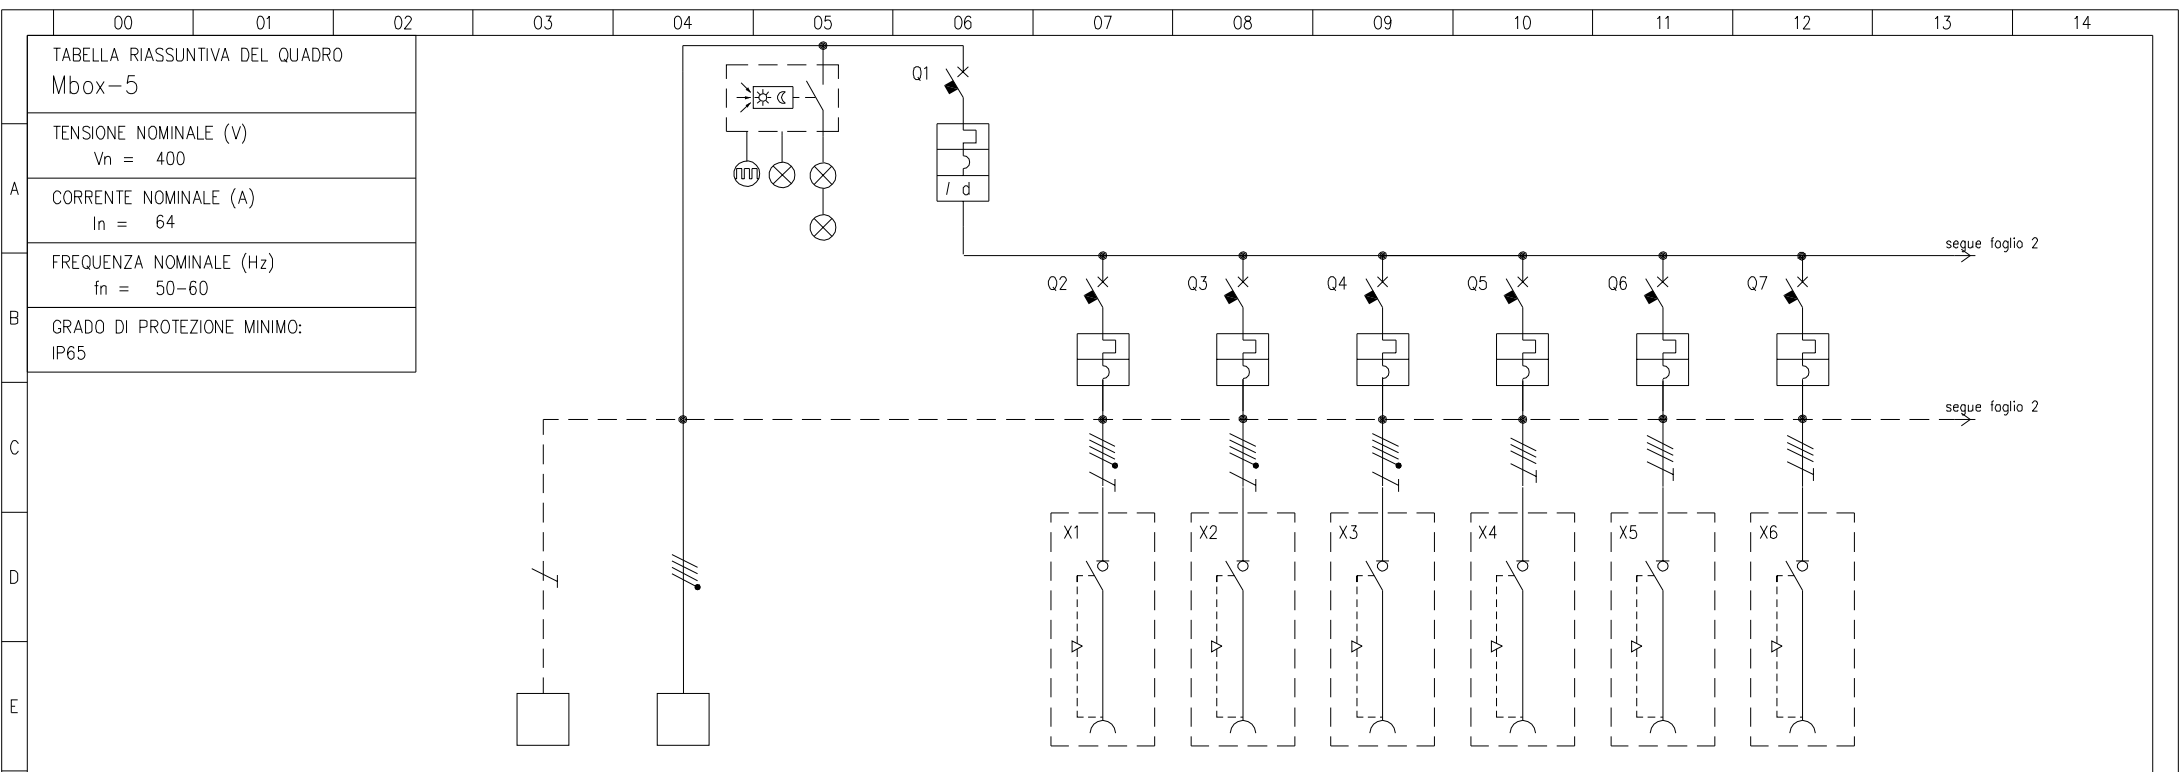 00 01 02 03 04 05 06 07 08 09 10 11 12 13 14
TABELLA RIASSUNTIVA DEL QUADRO
Mbox-5
TENSIONE NOMINALE (V)
Vn = 400
CORRENTE NOMINALE (A)
In = 64
FREQUENZA NOMINALE (Hz)
fn = 50-60
GRADO DI PROTEZIONE MINIMO:
IP65
A
B
C
D
E
Q1
I d
segue foglio 2
Q2 Q3 Q4 Q5 Q6 Q7
segue foglio 2
X1 X2 X3 X4 X5 X6